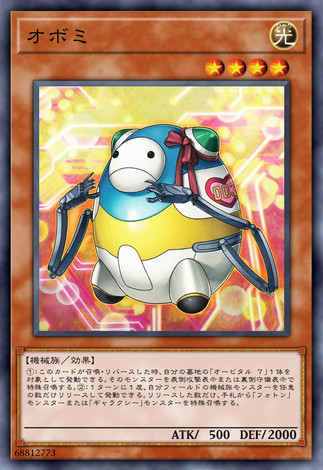 オボミ
光
【機械族/効果】
①:このカードが召喚・リバースした時、自分の墓地の「オービタル 7」1体を
対象として発動できる。そのモンスターを表側攻撃表示または裏側守備表示で
特殊召喚する。②:1ターンに1度、自分フィールドの機械族モンスターを任意
の数だけリリースして発動できる。リリースした数だけ、手札から「フォトン」
モンスターまたは「ギャラクシー」モンスターを特殊召喚する。
ATK/ 500 DEF/2000
68812773